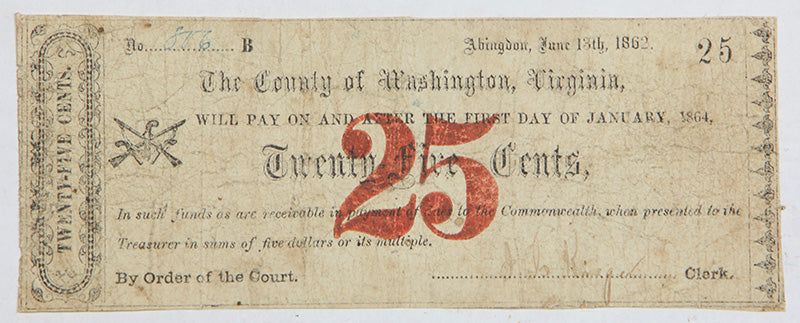 TWENTY-FIVE CENTS.
No. B Abingdon, June 13th, 1862. 25
The County of Washington, Virginia,
WILL PAY ON AND AFTER THE FIRST DAY OF JANUARY, 1864,
Twenty-Five Cents,
25
In such funds as are receivable in payment of dues to the Commonwealth, when presented to the
Treasurer in sums of five dollars or its multiple.
By Order of the Court. Clerk.